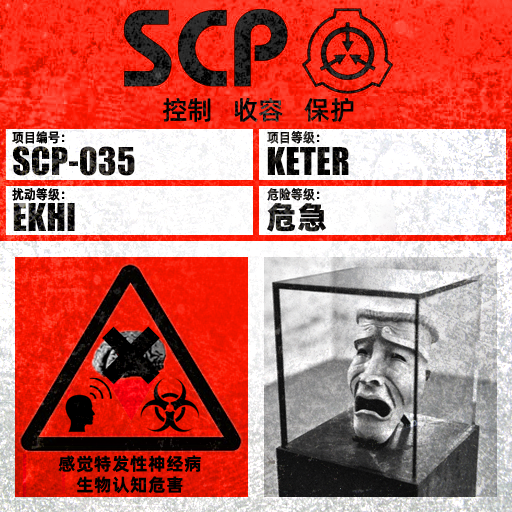 SCP
控制 收容 保护
项目编号：
SCP-035
项目等级：
KETER
扰动等级：
EKHI
危险等级：
危急
感觉特发性神经病
生物认知危害